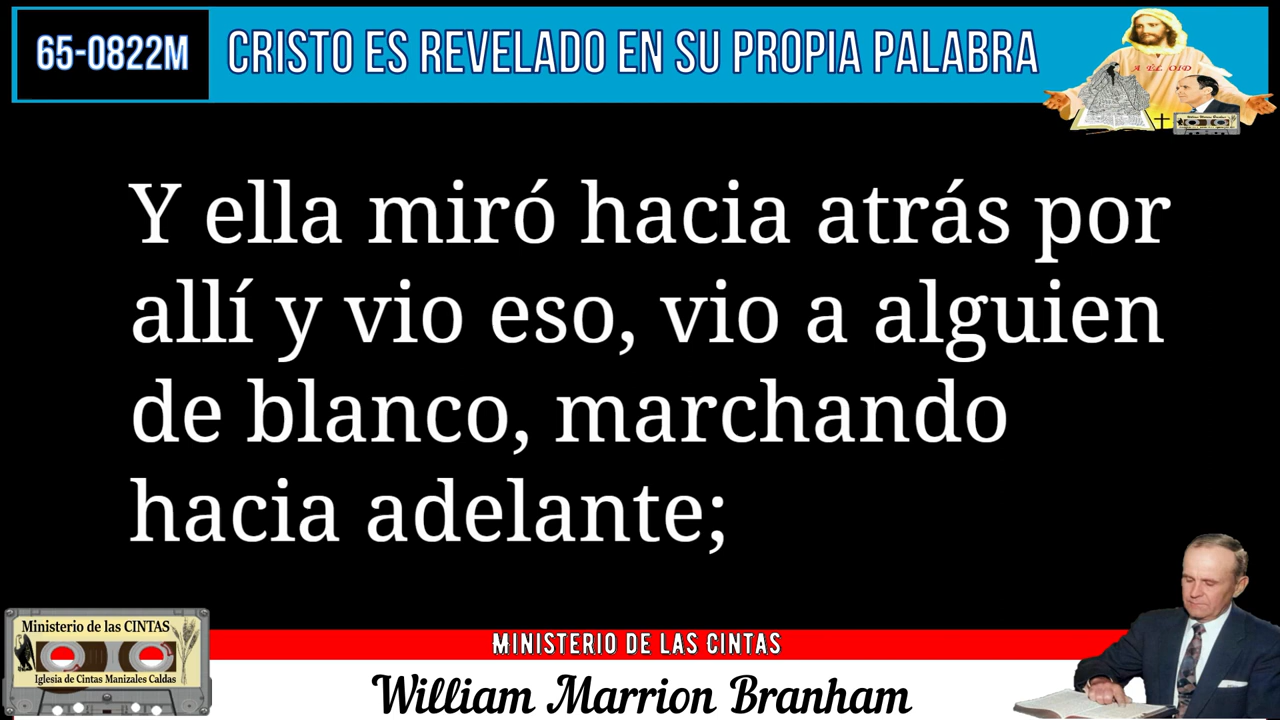 65-0822M
CRISTO ES REVELADO EN SU PROPIA PALABRA
A ÉL OID
Y ella miró hacia atrás por
allí y vio eso, vio a alguien
de blanco, marchando
hacia adelante;
Ministerio de las CINTAS
Iglesia de Cintas Manizales Caldas
MINISTERIO DE LAS CINTAS
William Marrion Branham